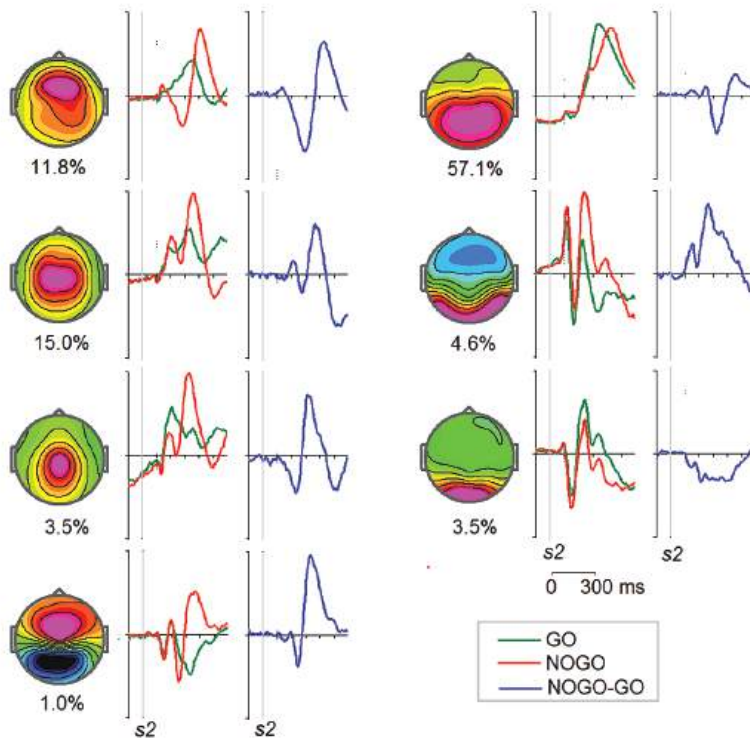 11.8%
57.1%
15.0%
4.6%
3.5%
3.5%
s2
s2
0 300 ms
1.0%
s2
s2
GO
NOGO
NOGO-GO